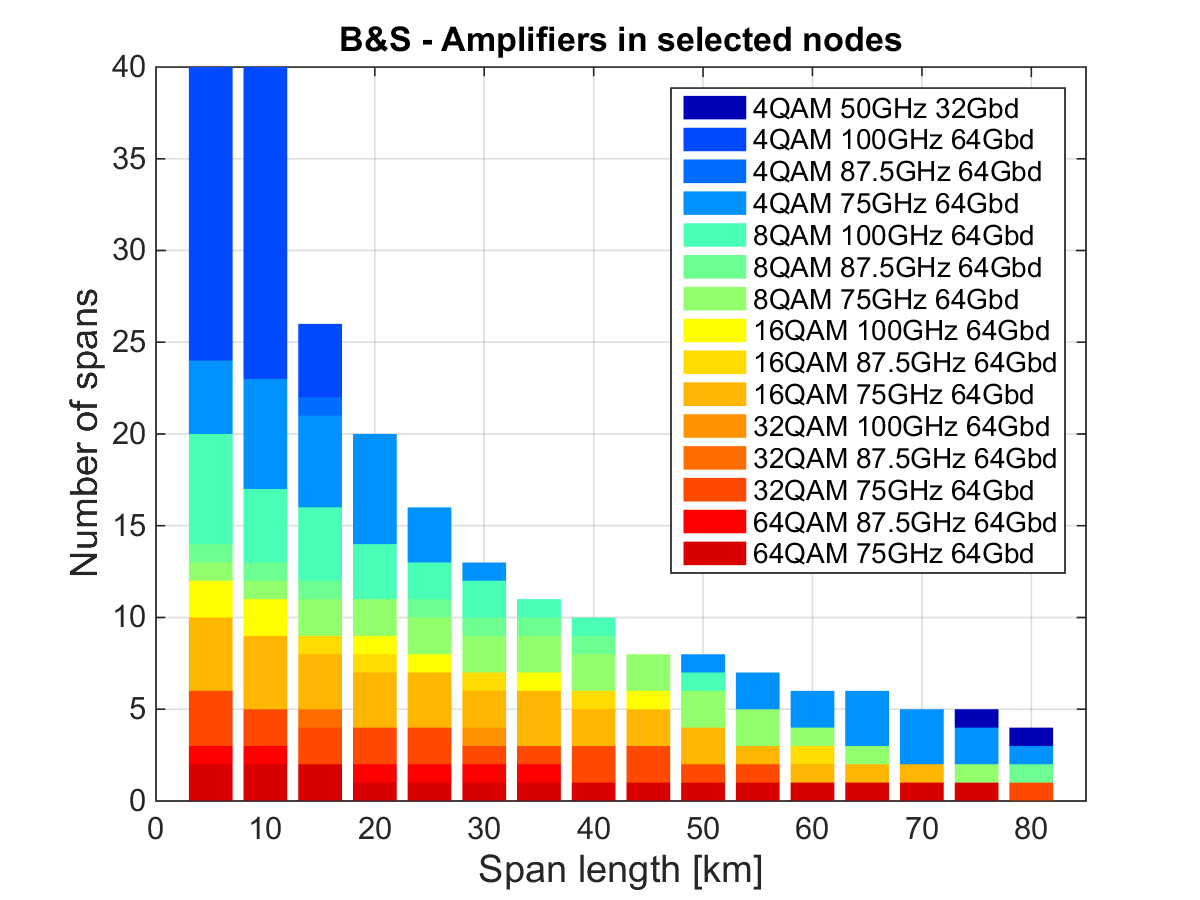 B&S - Amplifiers in selected nodes
40
35
30
25
20
15
10
5
0
Number of spans
4QAM 50GHz 32Gbd
4QAM 100GHz 64Gbd
4QAM 87.5GHz 64Gbd
4QAM 75GHz 64Gbd
8QAM 100GHz 64Gbd
8QAM 87.5GHz 64Gbd
8QAM 75GHz 64Gbd
16QAM 100GHz 64Gbd
16QAM 87.5GHz 64Gbd
16QAM 75GHz 64Gbd
32QAM 100GHz 64Gbd
32QAM 87.5GHz 64Gbd
32QAM 75GHz 64Gbd
64QAM 87.5GHz 64Gbd
64QAM 75GHz 64Gbd
0 10 20 30 40 50 60 70 80
Span length [km]